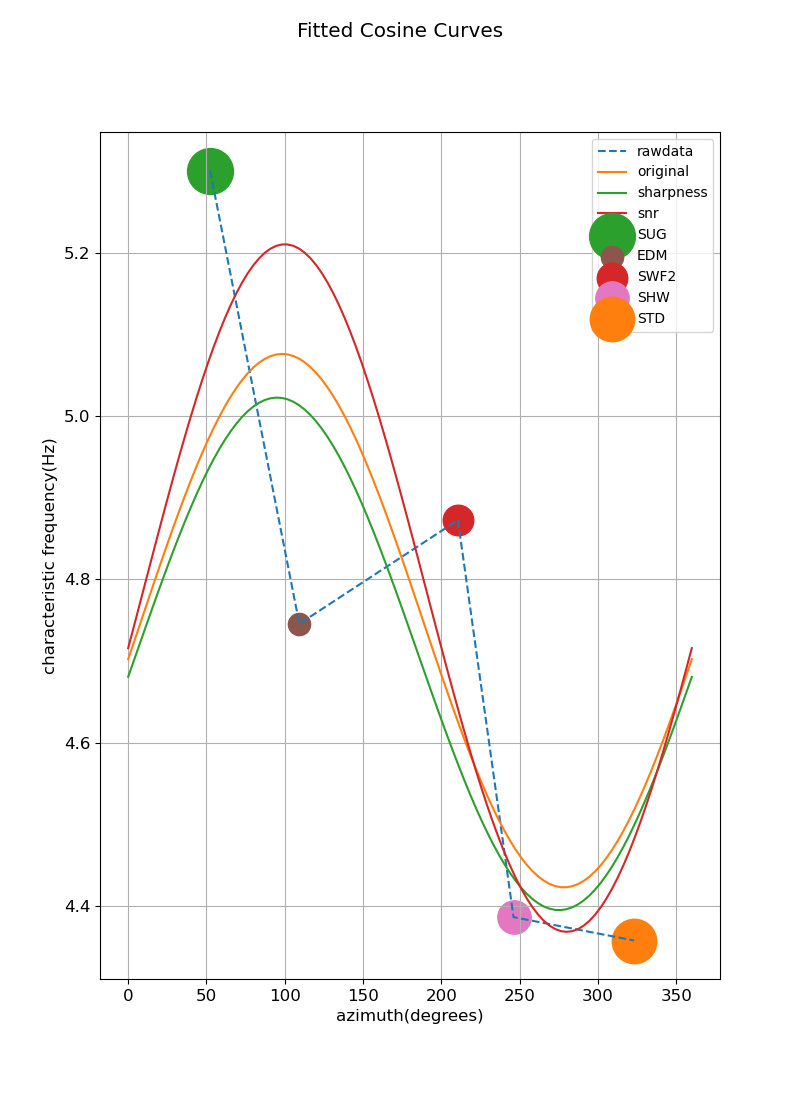 Fitted Cosine Curves
rawdata
original
sharpness
snr
SUG
EDM
SWF2
SHW
STD
5.2
5.0
4.8
4.6
4.4
characteristic frequency(Hz)
0 50 100 150 200 250 300 350
azimuth(degrees)